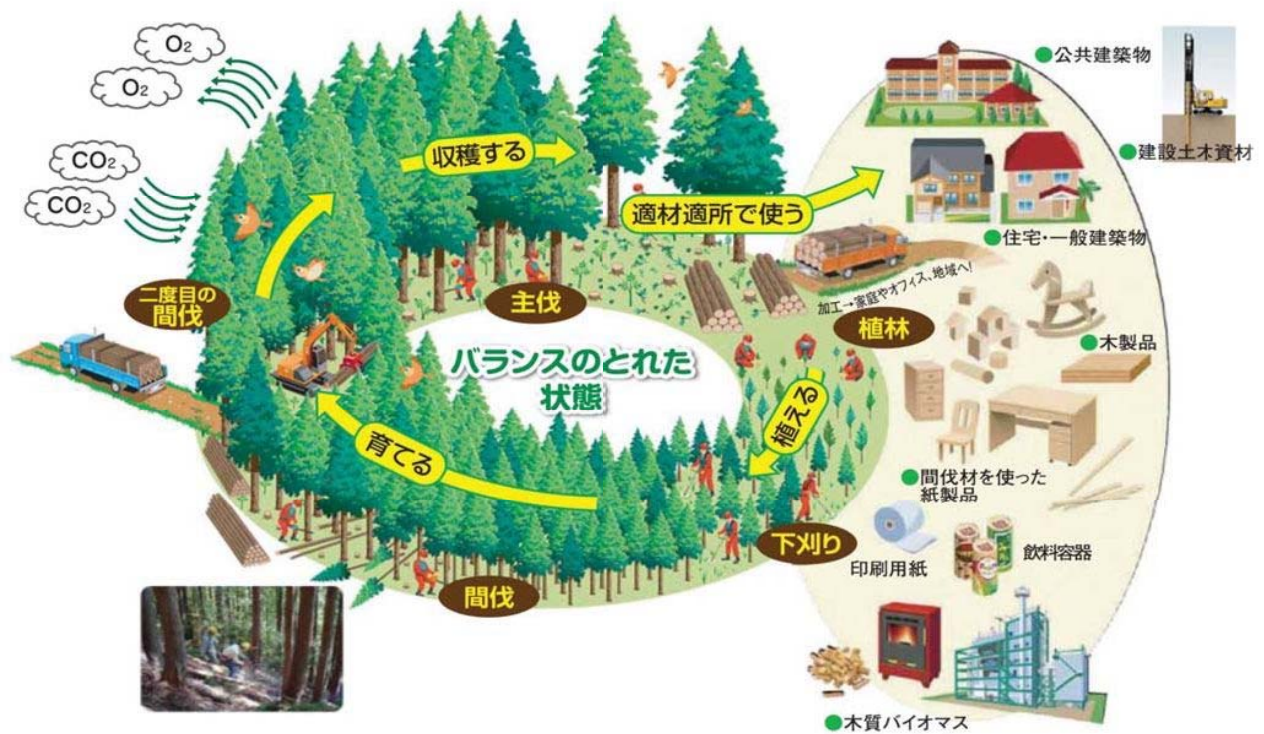 O₂
O₂
CO₂
CO₂
収穫する
適材適所で使う
加工→家庭やオフィス、地域へ!
二度目の
間伐
主伐
植林
バランスのとれた
状態
植える
育てる
下刈り
間伐
●公共建築物
●建設土木資材
●住宅・一般建築物
●木製品
●間伐材を使った
紙製品
印刷用紙
飲料容器
●木質バイオマス